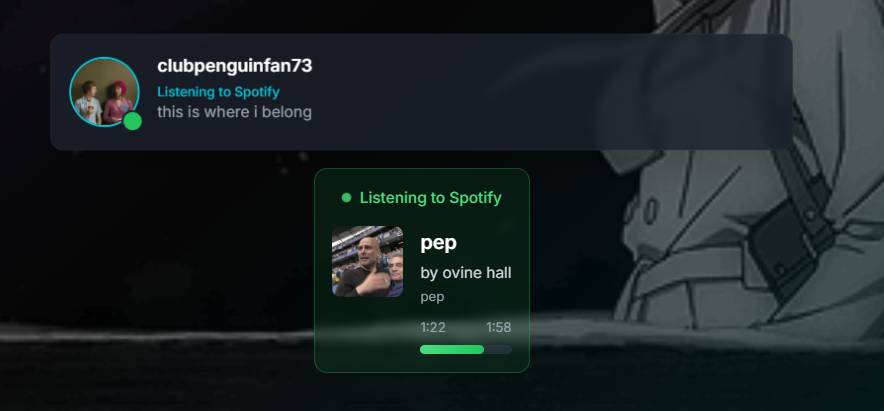 clubpenguinfan73
Listening to Spotify
this is where i belong
Listening to Spotify
pep
by ovine hall
pep
1:22 1:58